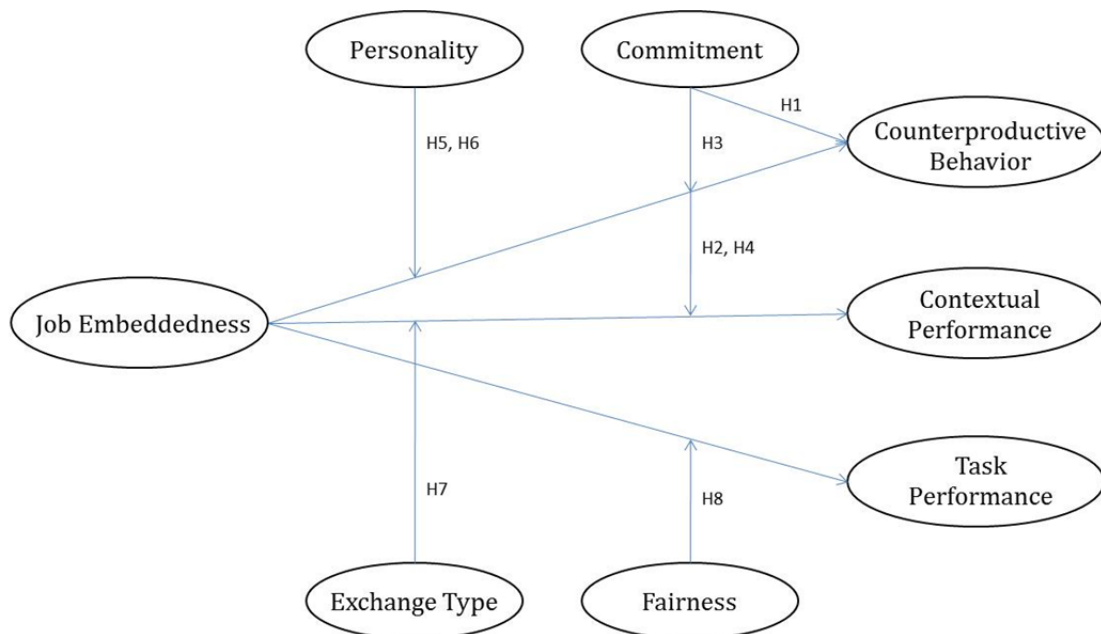 Personality
Commitment
H1
Counterproductive
Behavior
H5, H6
H3
H2, H4
Job Embeddedness
Contextual
Performance
Task
Performance
H7
H8
Exchange Type
Fairness